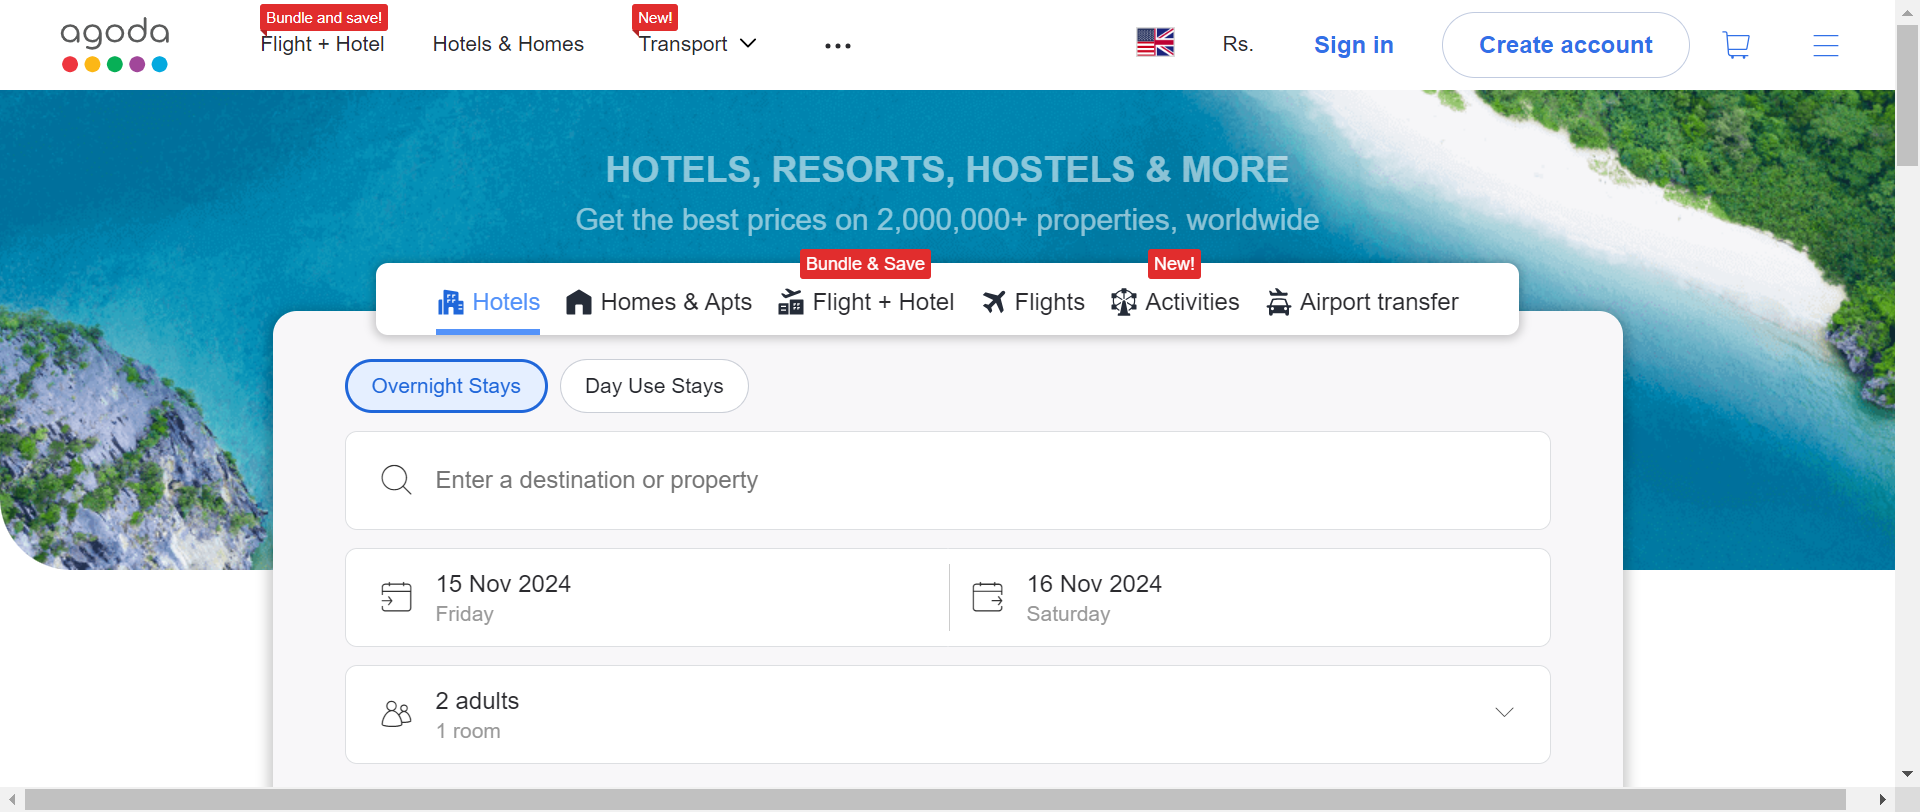 agoda
Bundle and save!
Flight + Hotel
Hotels & Homes
New!
Transport
Rs.
Sign in
Create account
HOTELS, RESORTS, HOSTELS & MORE
Get the best prices on 2,000,000+ properties, worldwide
Bundle & Save
New!
Hotels
Homes & Apts
Flight + Hotel
Flights
Activities
Airport transfer
Overnight Stays
Day Use Stays
Enter a destination or property
15 Nov 2024
Friday
16 Nov 2024
Saturday
2 adults
1 room